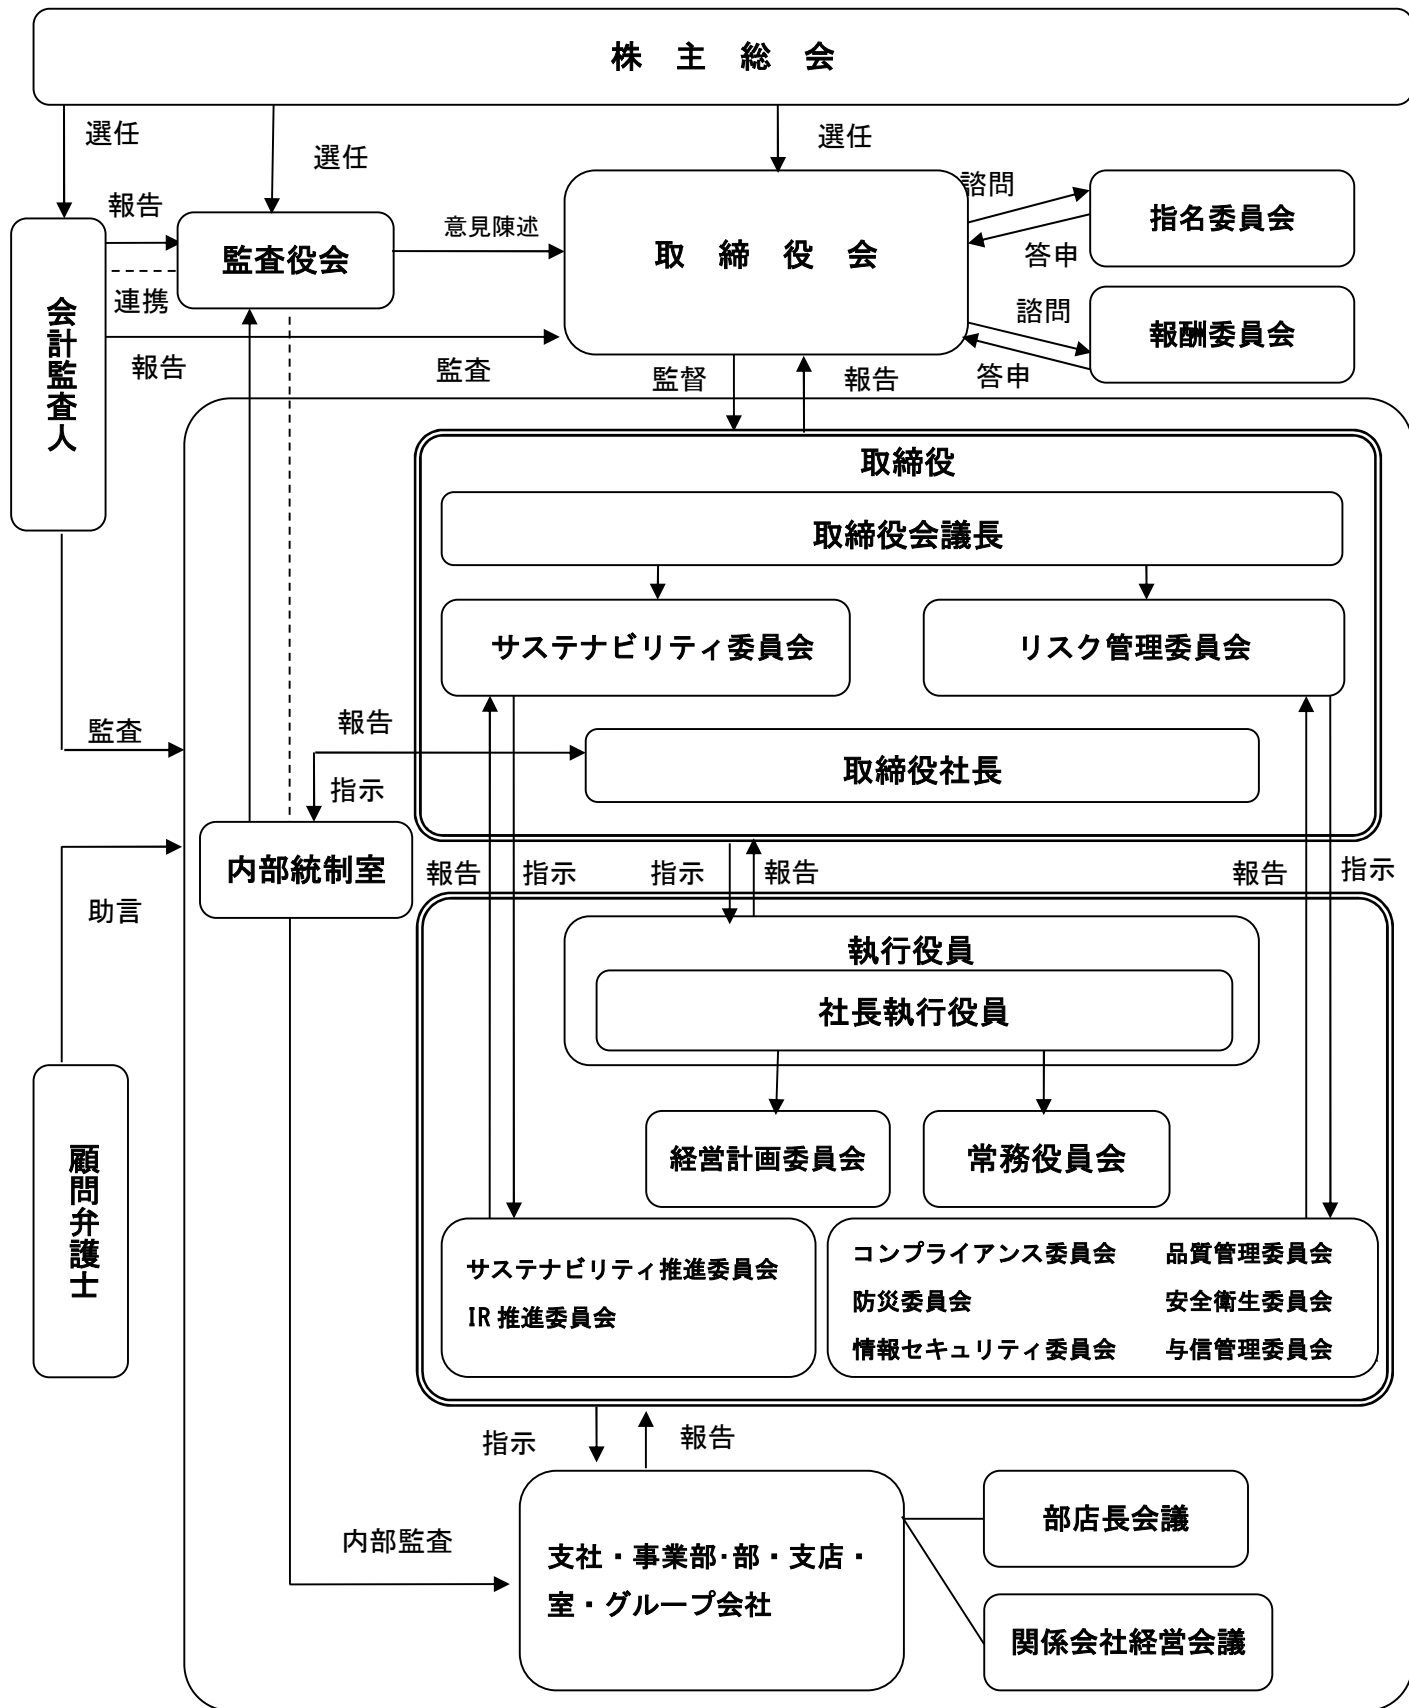 株　主　総　会
選任
選任
選任
報告
監査役会
意見陳述
取　締　役　会
諮問
指名委員会
答申
連携
会計監査人
諮問
報酬委員会
答申
報告
監査
監督
報告
取締役
取締役会議長
サステナビリティ委員会
リスク管理委員会
監査
報告
取締役社長
指示
内部統制室
報告
指示
指示
報告
報告
指示
助言
執行役員
社長執行役員
経営計画委員会
常務役員会
顧問弁護士
サステナビリティ推進委員会
IR 推進委員会
コンプライアンス委員会
品質管理委員会
防災委員会
安全衛生委員会
情報セキュリティ委員会
与信管理委員会
指示
報告
内部監査
支社・事業部・部・支店・
室・グループ会社
部店長会議
関係会社経営会議